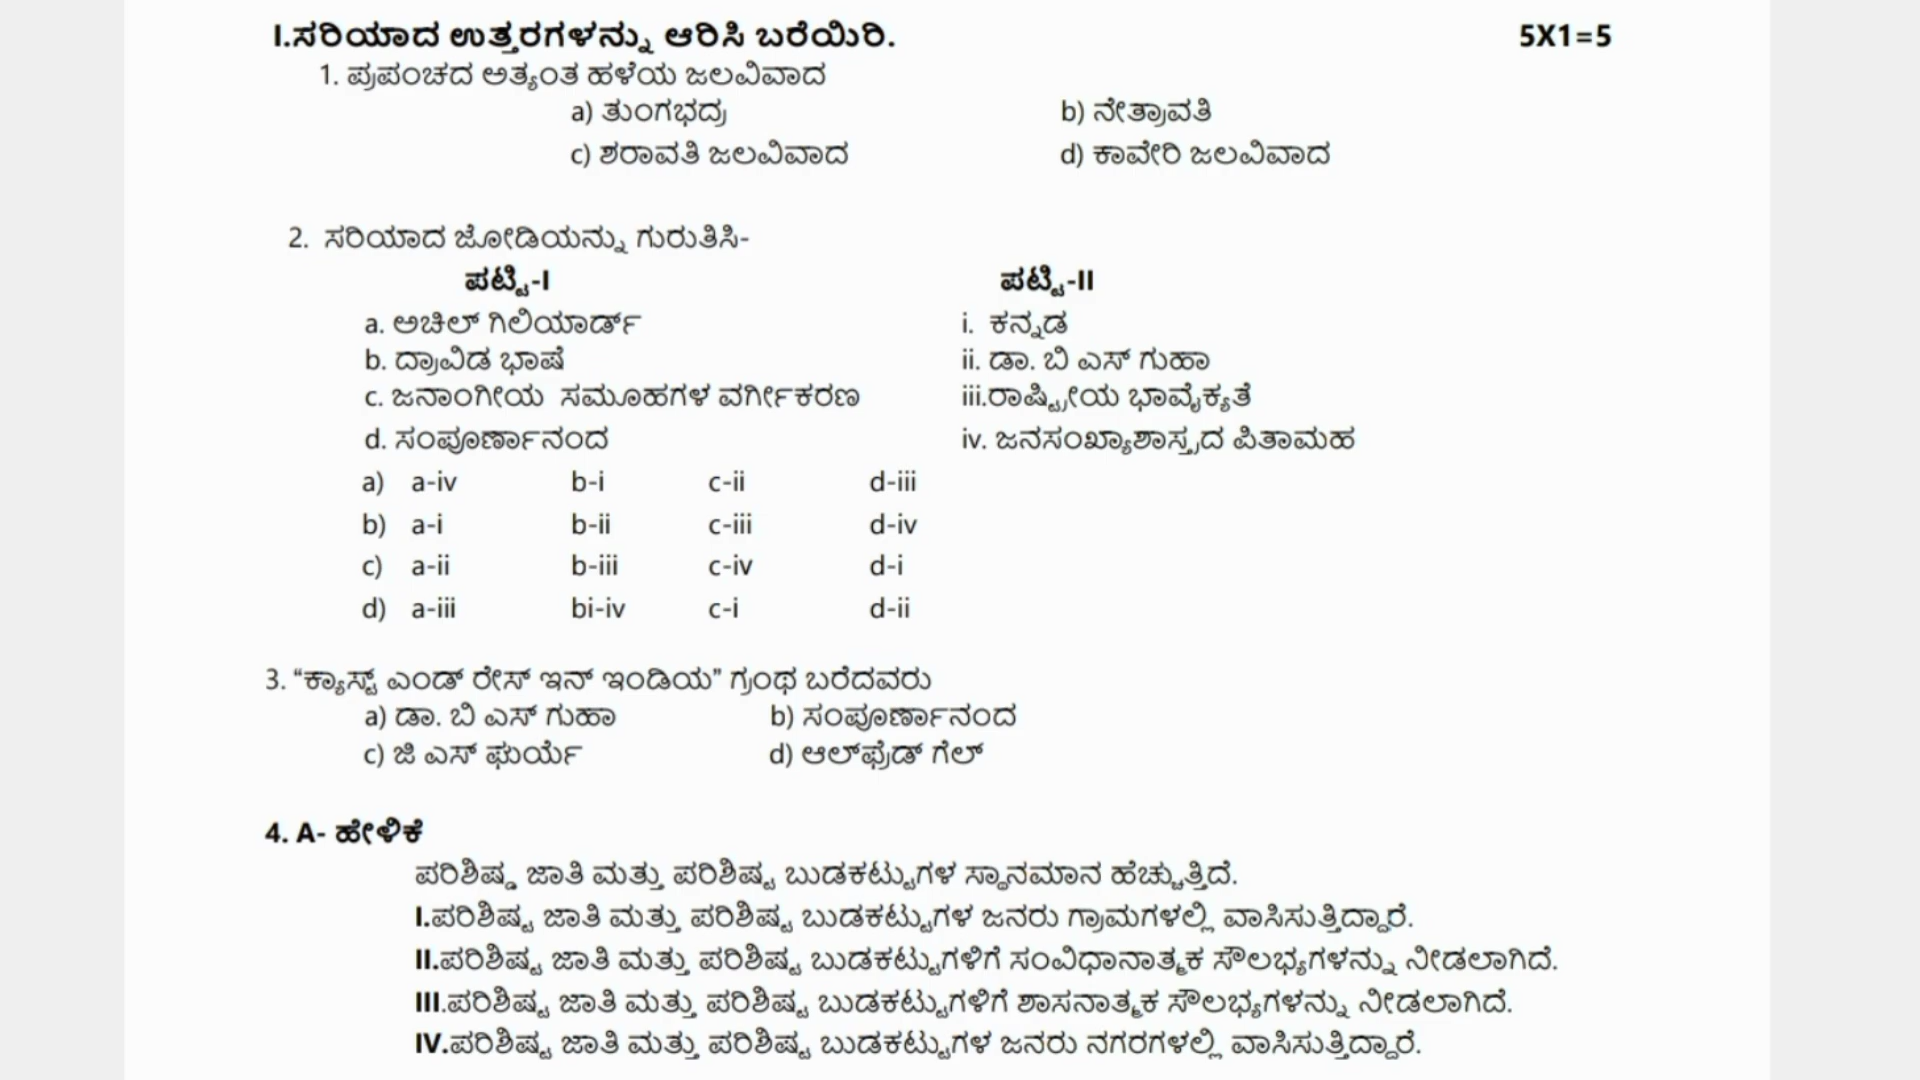 I.ಸರಿಯಾದ ಉತ್ತರಗಳನ್ನು ಆರಿಸಿ ಬರೆಯಿರಿ. 5X1=5
1. ಪ್ರಪಂಚದ ಅತ್ಯಂತ ಹಳೆಯ ಜಲವಿವಾದ
a) ತುಂಗಭದ್ರ b) ನೇತ್ರಾವತಿ
c) ಶರಾವತಿ ಜಲವಿವಾದ d) ಕಾವೇರಿ ಜಲವಿವಾದ
2. ಸರಿಯಾದ ಜೋಡಿಯನ್ನು ಗುರುತಿಸಿ-
ಪಟ್ಟಿ-I ಪಟ್ಟಿ-II
a. ಅಚಿಲ್ ಗಿಲಿಯಾರ್ಡ್ i. ಕನ್ನಡ
b. ದ್ರಾವಿಡ ಭಾಷೆ ii. ಡಾ. ಬಿ ಎಸ್ ಗುಹಾ
c. ಜನಾಂಗೀಯ ಸಮೂಹಗಳ ವರ್ಗೀಕರಣ iii.ರಾಷ್ಟ್ರೀಯ ಭಾವೈಕ್ಯತೆ
d. ಸಂಪೂರ್ಣಾನಂದ iv. ಜನಸಂಖ್ಯಾಶಾಸ್ತ್ರದ ಪಿತಾಮಹ
a) a-iv b-i c-ii d-iii
b) a-i b-ii c-iii d-iv
c) a-ii b-iii c-iv d-i
d) a-iii bi-iv c-i d-ii
3. “ಕ್ಯಾಸ್ಟ್ ಎಂಡ್ ರೇಸ್ ಇನ್ ಇಂಡಿಯ” ಗ್ರಂಥ ಬರೆದವರು
a) ಡಾ. ಬಿ ಎಸ್ ಗುಹಾ b) ಸಂಪೂರ್ಣಾನಂದ
c) ಜಿ ಎಸ್ ಘುರ್ಯೆ d) ಆಲ್‌ಫ್ರೆಡ್ ಗೆಲ್
4. A- ಹೇಳಿಕೆ
ಪರಿಶಿಷ್ಠ ಜಾತಿ ಮತ್ತು ಪರಿಶಿಷ್ಟ ಬುಡಕಟ್ಟುಗಳ ಸ್ಥಾನಮಾನ ಹೆಚ್ಚುತ್ತಿದೆ.
I.ಪರಿಶಿಷ್ಟ ಜಾತಿ ಮತ್ತು ಪರಿಶಿಷ್ಟ ಬುಡಕಟ್ಟುಗಳ ಜನರು ಗ್ರಾಮಗಳಲ್ಲಿ ವಾಸಿಸುತ್ತಿದ್ದಾರೆ.
II.ಪರಿಶಿಷ್ಟ ಜಾತಿ ಮತ್ತು ಪರಿಶಿಷ್ಟ ಬುಡಕಟ್ಟುಗಳಿಗೆ ಸಂವಿಧಾನಾತ್ಮಕ ಸೌಲಭ್ಯಗಳನ್ನು ನೀಡಲಾಗಿದೆ.
III.ಪರಿಶಿಷ್ಟ ಜಾತಿ ಮತ್ತು ಪರಿಶಿಷ್ಟ ಬುಡಕಟ್ಟುಗಳಿಗೆ ಶಾಸನಾತ್ಮಕ ಸೌಲಭ್ಯಗಳನ್ನು ನೀಡಲಾಗಿದೆ.
IV.ಪರಿಶಿಷ್ಟ ಜಾತಿ ಮತ್ತು ಪರಿಶಿಷ್ಟ ಬುಡಕಟ್ಟುಗಳ ಜನರು ನಗರಗಳಲ್ಲಿ ವಾಸಿಸುತ್ತಿದ್ದಾರೆ.